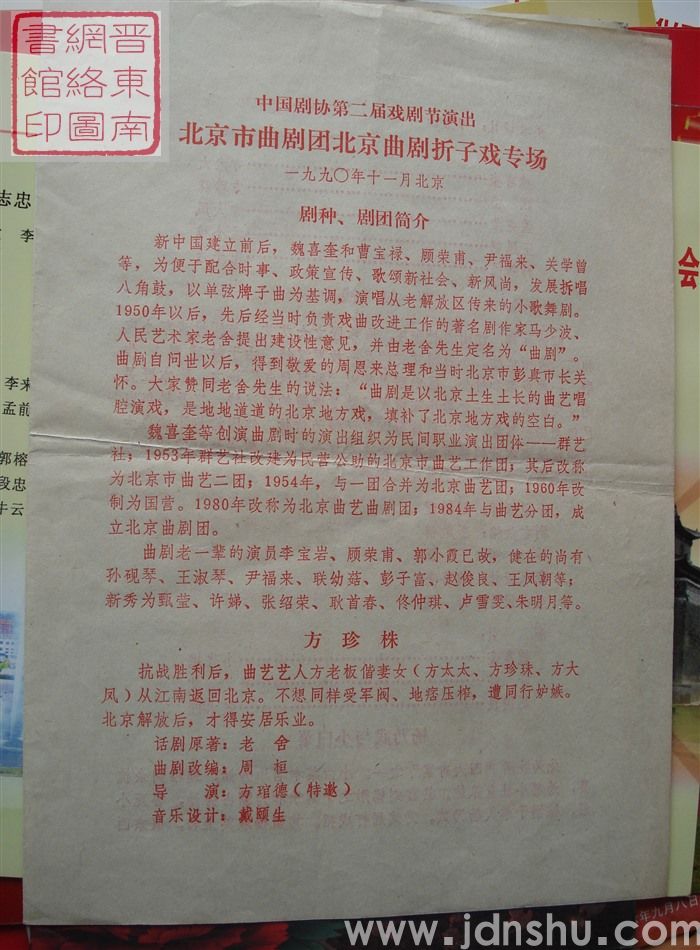 晋东南
網絡圖
書館印
中国剧协第二届戏剧节演出
北京市曲剧团北京曲剧折子戏专场
一九九〇年十一月北京
剧种、剧团简介
新中国建立前后，魏喜奎和曹宝禄、顾荣甫、尹福来、关学曾
等，为便于配合时事、政策宣传、歌颂新社会、新风尚，发展拆唱
八角鼓，以单弦牌子曲为基调，演唱从老解放区传来的小歌舞剧。
1950年以后，先后经当时负责戏曲改进工作的著名剧作家马少波、
人民艺术家老舍提出建设性意见，并由老舍先生定名为“曲剧”。
曲剧自问世以后，得到敬爱的周恩来总理和当时北京市彭真市长关
怀。大家赞同老舍先生的说法：“曲剧是以北京土生土长的曲艺唱
腔演戏，是地地道道的北京地方戏，填补了北京地方戏的空白。”
魏喜奎等创演曲剧时的演出组织为民间职业演出团体——群艺
社；1953年群艺社改建为民营公助的北京市曲艺工作团；其后改称
为北京市曲艺二团；1954年，与一团合并为北京曲艺团；1960年改
制为国营。1980年改称为北京曲艺曲剧团；1984年与曲艺分团，成
立北京曲剧团。
曲剧老一辈的演员李宝岩、顾荣甫、郭小霞已故，健在的尚有
孙砚琴、王淑琴、尹福来、联幼茹、彭子富、赵俊良、王凤朝等；
新秀为甄莹、许娣、张绍荣、耿首春、佟仲琪、卢雪雯、朱明月等。
方珍株
抗战胜利后，曲艺艺人方老板偕妻女（方太太、方珍珠、方大
凤）从江南返回北京。不想同样受军阀、地痞压榨，遭同行妒嫉。
北京解放后，才得安居乐业。
话剧原著：老舍
曲剧改编：周桓
导演：方琯德（特邀）
音乐设计：戴颐生
志忠
李
李来
孟前
郭榕
段忠
牛云
会
年九月八日
www.jdnshu.com